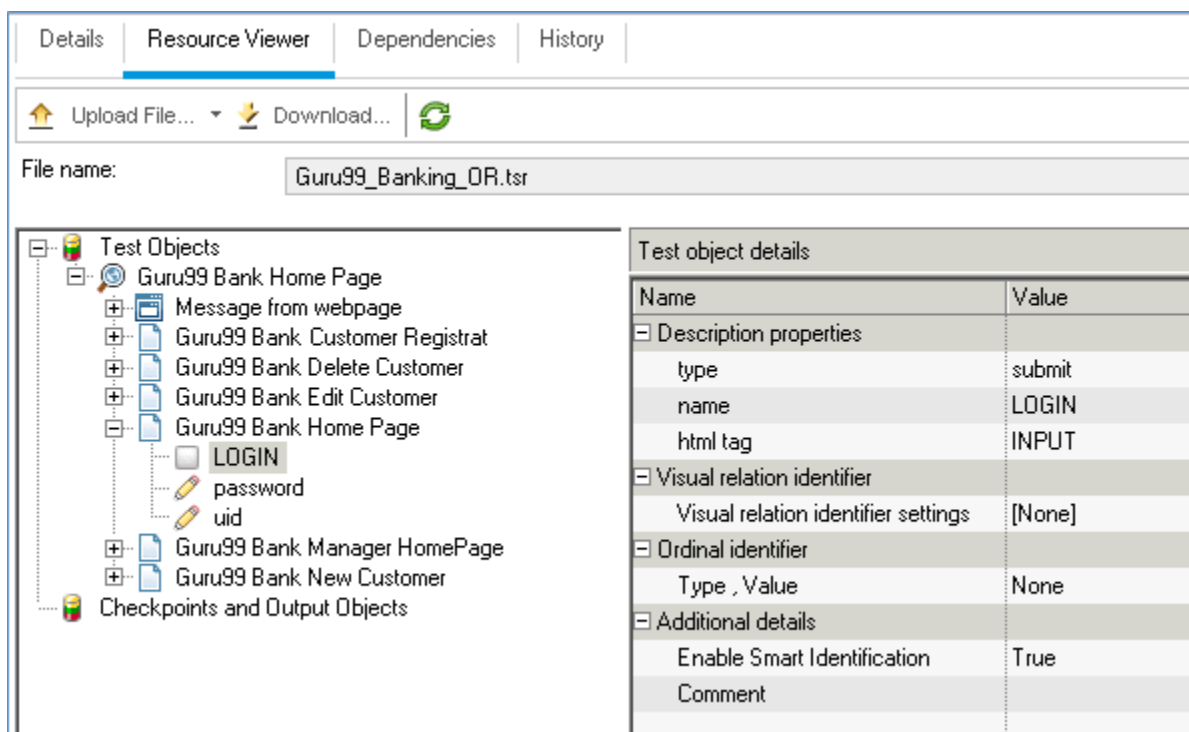 Details Resource Viewer Dependencies History
Upload File... Download...
File name: Guru99_Banking_OR.tsr
Test Objects
Guru99 Bank Home Page
Message from webpage
Guru99 Bank Customer Registrat
Guru99 Bank Delete Customer
Guru99 Bank Edit Customer
Guru99 Bank Home Page
LOGIN
password
uid
Guru99 Bank Manager HomePage
Guru99 Bank New Customer
Checkpoints and Output Objects
Test object details
Name Value
Description properties
type submit
name LOGIN
html tag INPUT
Visual relation identifier
Visual relation identifier settings [None]
Ordinal identifier
Type , Value None
Additional details
Enable Smart Identification True
Comment